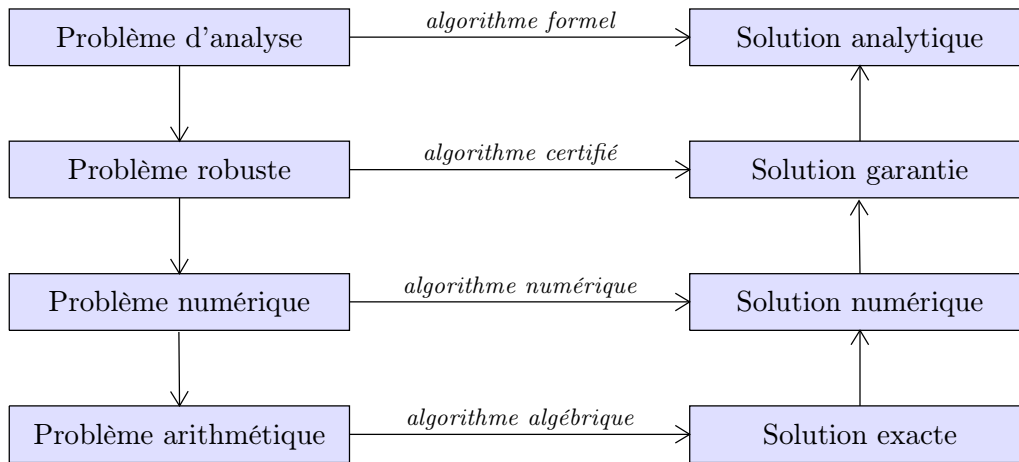 Problème d'analyse
algorithme formel
Solution analytique
Problème robuste
algorithme certifié
Solution garantie
Problème numérique
algorithme numérique
Solution numérique
Problème arithmétique
algorithme algébrique
Solution exacte